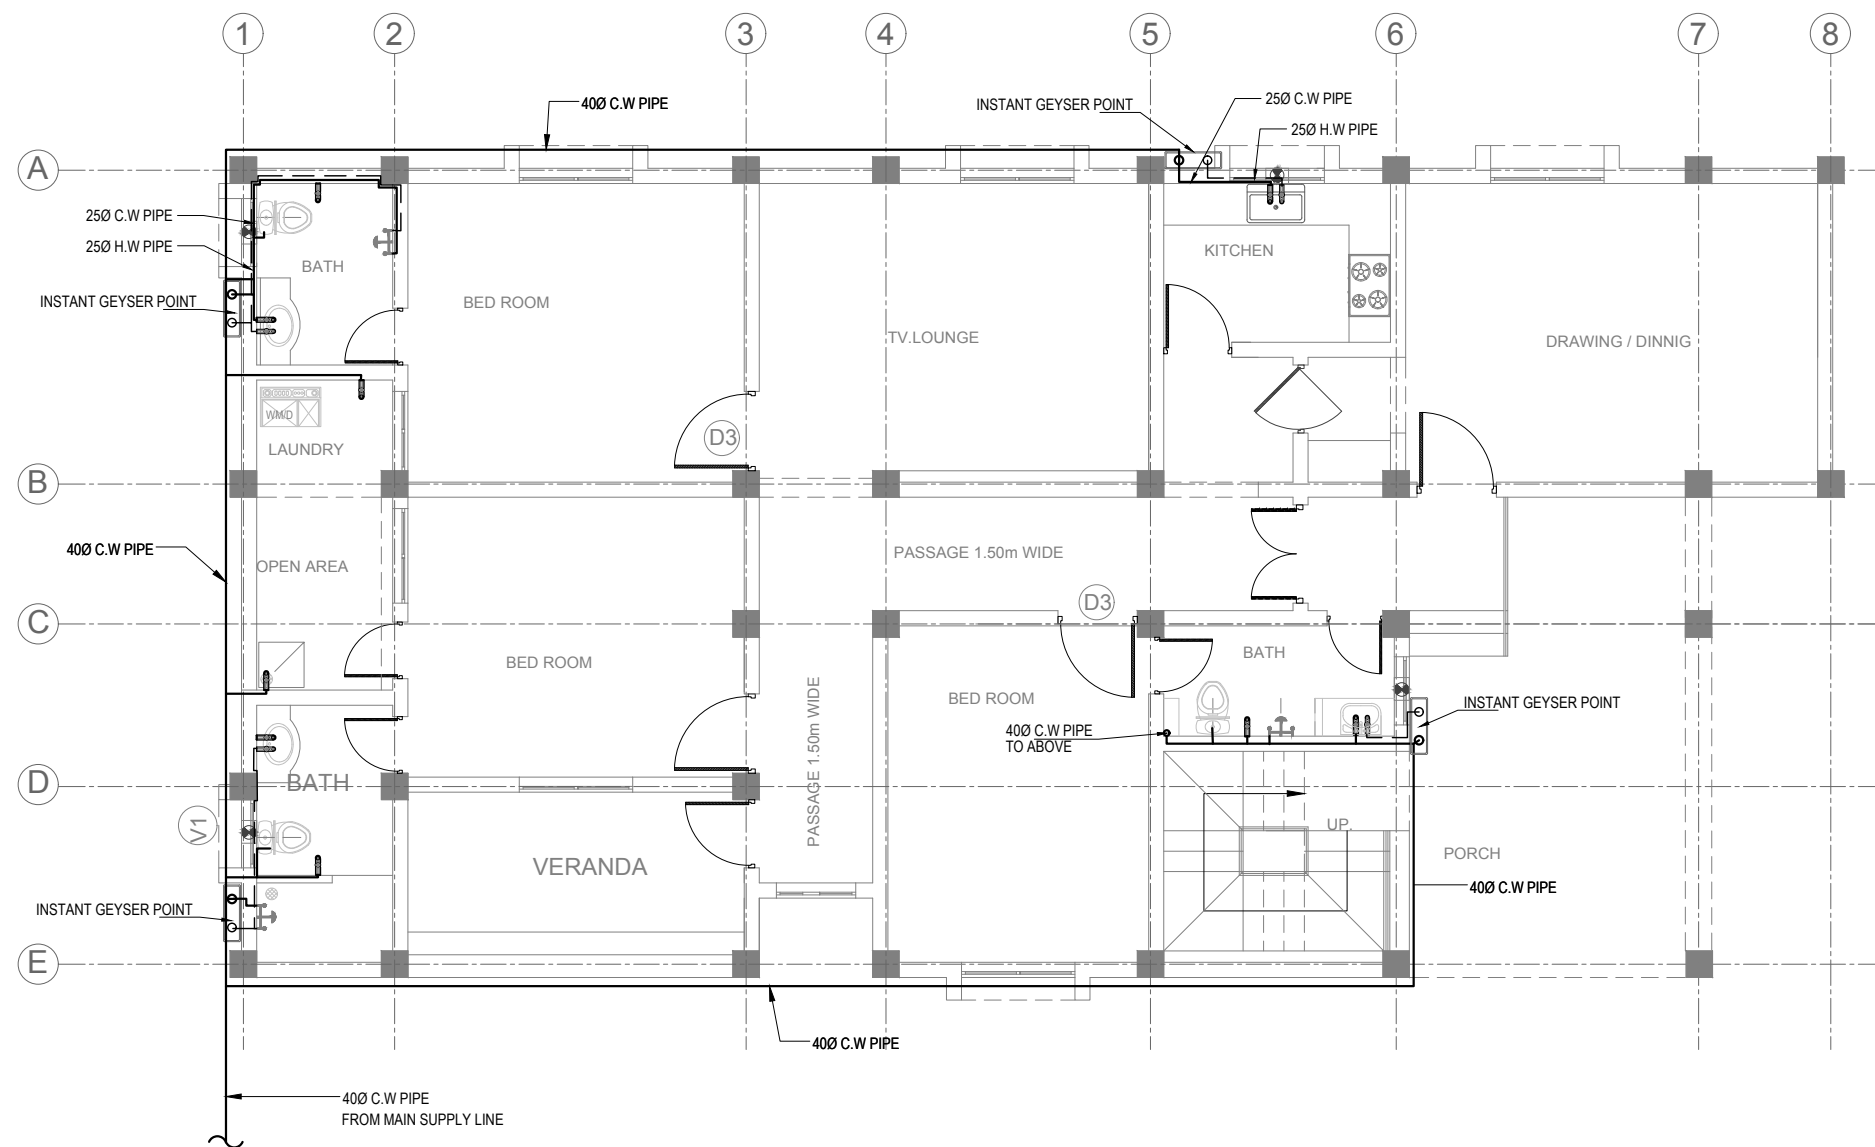 1
2
3
4
5
6
7
8
40Ø C.W PIPE
INSTANT GEYSER POINT
25Ø C.W PIPE
25Ø H.W PIPE
A
25Ø C.W PIPE
25Ø H.W PIPE
BATH
KITCHEN
INSTANT GEYSER POINT
BED ROOM
TV.LOUNGE
DRAWING / DINNIG
WM/D
LAUNDRY
D3
B
40Ø C.W PIPE
OPEN AREA
PASSAGE 1.50m WIDE
D3
C
BED ROOM
BATH
BED ROOM
INSTANT GEYSER POINT
40Ø C.W PIPE
TO ABOVE
PASSAGE 1.50m WIDE
D
BATH
V1
UP.
VERANDA
PORCH
40Ø C.W PIPE
INSTANT GEYSER POINT
E
40Ø C.W PIPE
40Ø C.W PIPE
FROM MAIN SUPPLY LINE